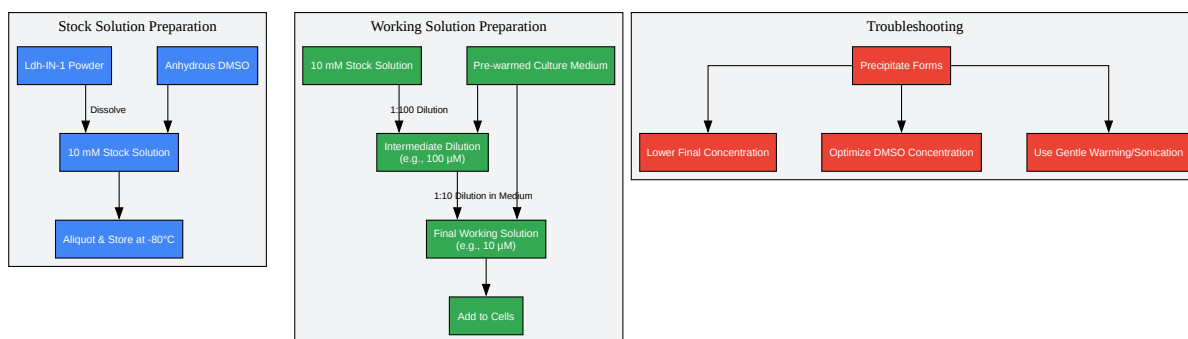 Stock Solution Preparation
Ldh-IN-1 Powder
Anhydrous DMSO
Dissolve
10 mM Stock Solution
Aliquot & Store at -80°C
Working Solution Preparation
10 mM Stock Solution
Pre-warmed Culture Medium
1:100 Dilution
Intermediate Dilution
(e.g., 100 µM)
1:10 Dilution in Medium
Final Working Solution
(e.g., 10 µM)
Add to Cells
Troubleshooting
Precipitate Forms
Lower Final Concentration
Optimize DMSO Concentration
Use Gentle Warming/Sonication